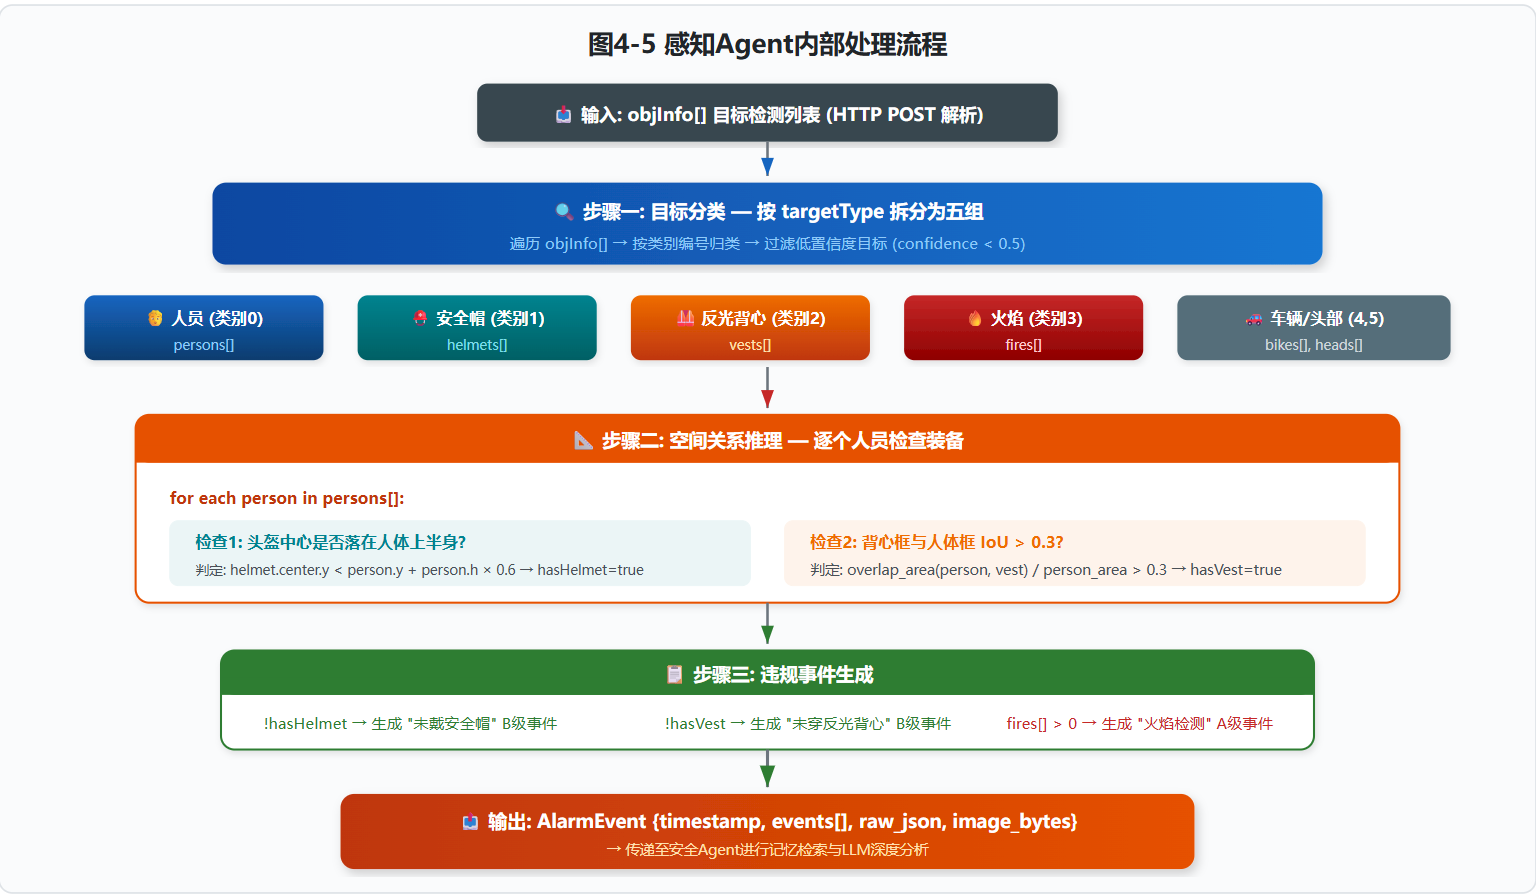 图4-5 感知Agent内部处理流程
输入: objInfo[] 目标检测列表 (HTTP POST 解析)
步骤一: 目标分类 — 按 targetType 拆分为五组
遍历 objInfo[] → 按类别编号归类 → 过滤低置信度目标 (confidence < 0.5)
人员 (类别0)
persons[]
安全帽 (类别1)
helmets[]
反光背心 (类别2)
vests[]
火焰 (类别3)
fires[]
车辆/头部 (4,5)
bikes[], heads[]
步骤二: 空间关系推理 — 逐个人员检查装备
for each person in persons[]:
检查1: 头盔中心是否落在人体上半身?
判定: helmet.center.y < person.y + person.h × 0.6 → hasHelmet=true
检查2: 背心框与人体框 IoU > 0.3?
判定: overlap_area(person, vest) / person_area > 0.3 → hasVest=true
步骤三: 违规事件生成
!hasHelmet → 生成 "未戴安全帽" B级事件
!hasVest → 生成 "未穿反光背心" B级事件
fires[] > 0 → 生成 "火焰检测" A级事件
输出: AlarmEvent {timestamp, events[], raw_json, image_bytes}
→ 传递至安全Agent进行记忆检索与LLM深度分析